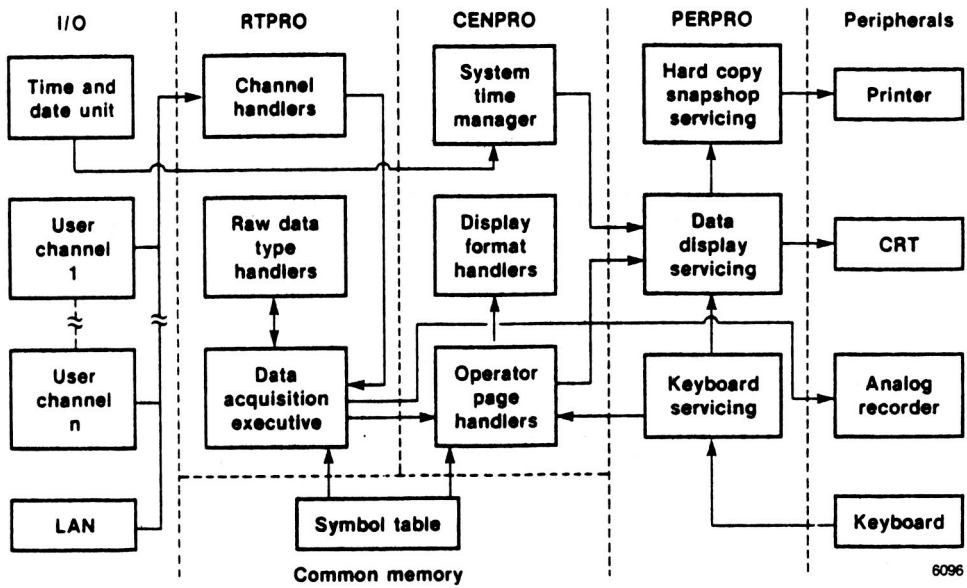 I/O
RTPRO
CENPRO
PERPRO
Peripherals
Time and
date unit
Channel
handlers
System
time
manager
Hard copy
snapshop
servicing
Printer
User
channel
1
Raw data
type
handlers
Display
format
handlers
Data
display
servicing
CRT
User
channel
n
Data
acquisition
executive
Operator
page
handlers
Keyboard
servicing
Analog
recorder
LAN
Symbol table
Keyboard
Common memory
6096